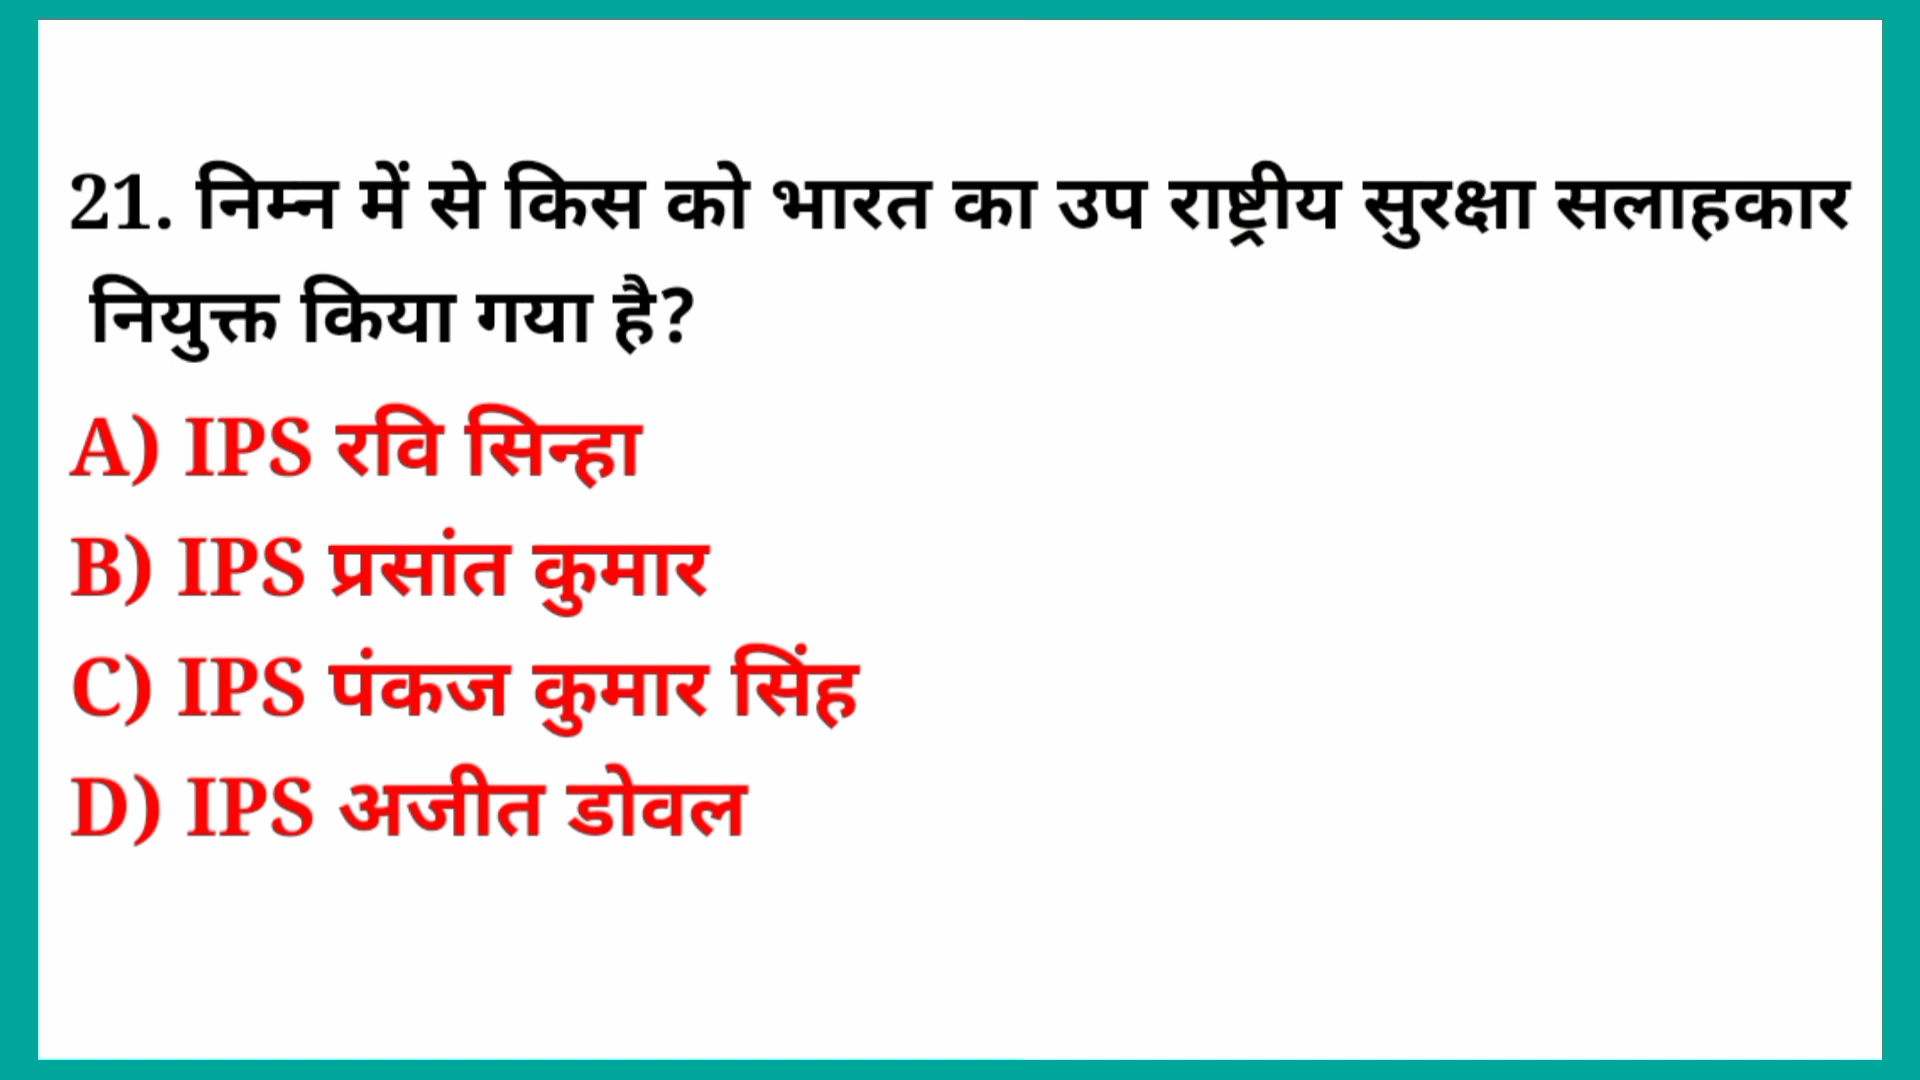 21. निम्न में से किस को भारत का उप राष्ट्रीय सुरक्षा सलाहकार
नियुक्त किया गया है?
A) IPS रवि सिन्हा
B) IPS प्रसांत कुमार
C) IPS पंकज कुमार सिंह
D) IPS अजीत डोवल